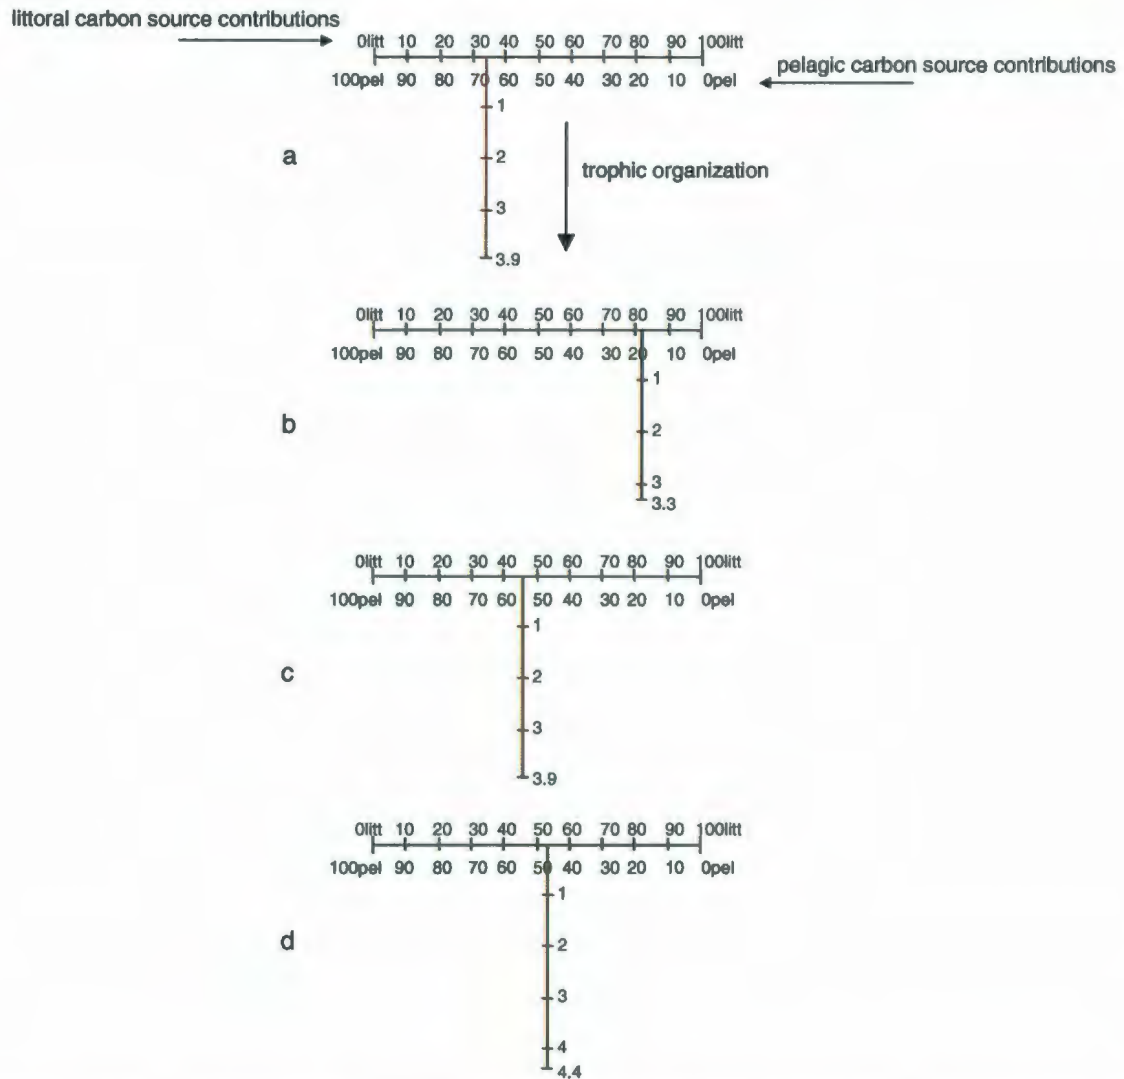 littoral carbon source contributions
0litt 10 20 30 40 50 60 70 80 90 100litt
100pel 90 80 70 60 50 40 30 20 10 0pel
pelagic carbon source contributions
1
a
2
trophic organization
3
3.9
0litt 10 20 30 40 50 60 70 80 90 100litt
100pel 90 80 70 60 50 40 30 20 10 0pel
1
b
2
3
3.3
0litt 10 20 30 40 50 60 70 80 90 100litt
100pel 90 80 70 60 50 40 30 20 10 0pel
1
c
2
3
3.9
0litt 10 20 30 40 50 60 70 80 90 100litt
100pel 90 80 70 60 50 40 30 20 10 0pel
1
d
2
3
4
4.4